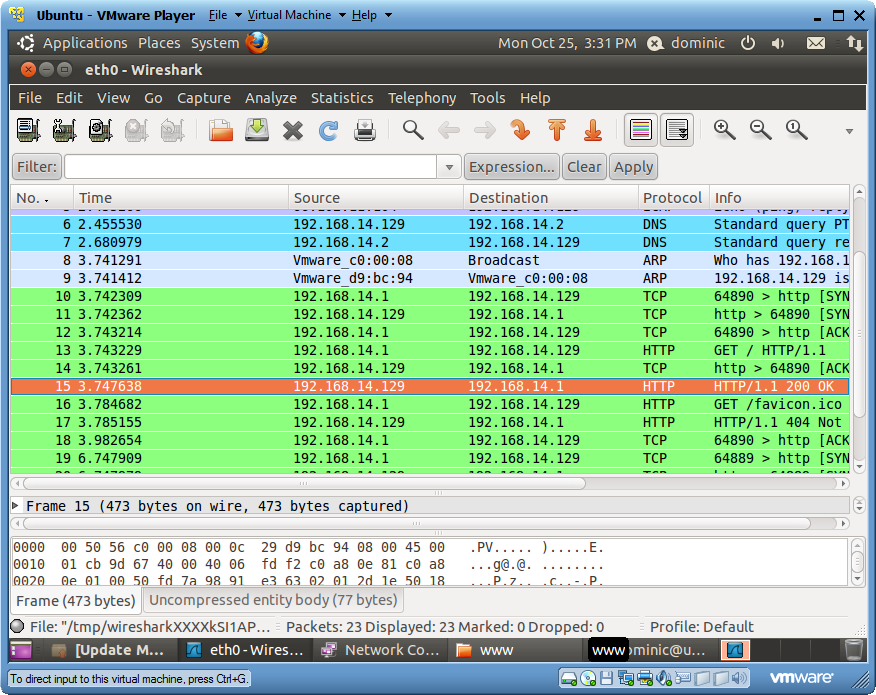 Ubuntu - VMware Player File Virtual Machine Help
Applications Places System Mon Oct 25, 3:31 PM dominic
eth0 - Wireshark
File Edit View Go Capture Analyze Statistics Telephony Tools Help
Filter: Expression... Clear Apply
No. Time Source Destination Protocol Info
6 2.455530 192.168.14.129 192.168.14.2 DNS Standard query PT
7 2.680979 192.168.14.2 192.168.14.129 DNS Standard query re
8 3.741291 Vmware_c0:00:08 Broadcast ARP Who has 192.168.1
9 3.741412 Vmware_d9:bc:94 Vmware_c0:00:08 ARP 192.168.14.129 is
10 3.742309 192.168.14.1 192.168.14.129 TCP 64890 > http [SYN
11 3.742362 192.168.14.129 192.168.14.1 TCP http > 64890 [SYN
12 3.743214 192.168.14.1 192.168.14.129 TCP 64890 > http [ACK
13 3.743229 192.168.14.1 192.168.14.129 HTTP GET / HTTP/1.1
14 3.743261 192.168.14.129 192.168.14.1 TCP http > 64890 [ACK
15 3.747638 192.168.14.129 192.168.14.1 HTTP HTTP/1.1 200 OK
16 3.784682 192.168.14.1 192.168.14.129 HTTP GET /favicon.ico
17 3.785155 192.168.14.129 192.168.14.1 HTTP HTTP/1.1 404 Not
18 3.982654 192.168.14.1 192.168.14.129 TCP 64890 > http [ACK
19 6.747909 192.168.14.1 192.168.14.129 TCP 64889 > http [SYN
Frame 15 (473 bytes on wire, 473 bytes captured)
0000 00 50 56 c0 00 08 00 0c 29 d9 bc 94 08 00 45 00 .PV..... ).....E.
0010 01 cb 9d 67 40 00 40 06 fd f2 c0 a8 0e 81 c0 a8 ...g@.@. ........
0020 0e 01 00 50 fd 7a 98 91 e3 63 02 01 2d 1e 50 18 ...P.z.. .c..-.P.
Frame (473 bytes) Uncompressed entity body (77 bytes)
File: "/tmp/wiresharkXXXXkSI1AP... Packets: 23 Displayed: 23 Marked: 0 Dropped: 0 Profile: Default
[Update M... eth0 - Wires... Network Co... www www ominic@u...
To direct input to this virtual machine, press Ctrl+G. vmware